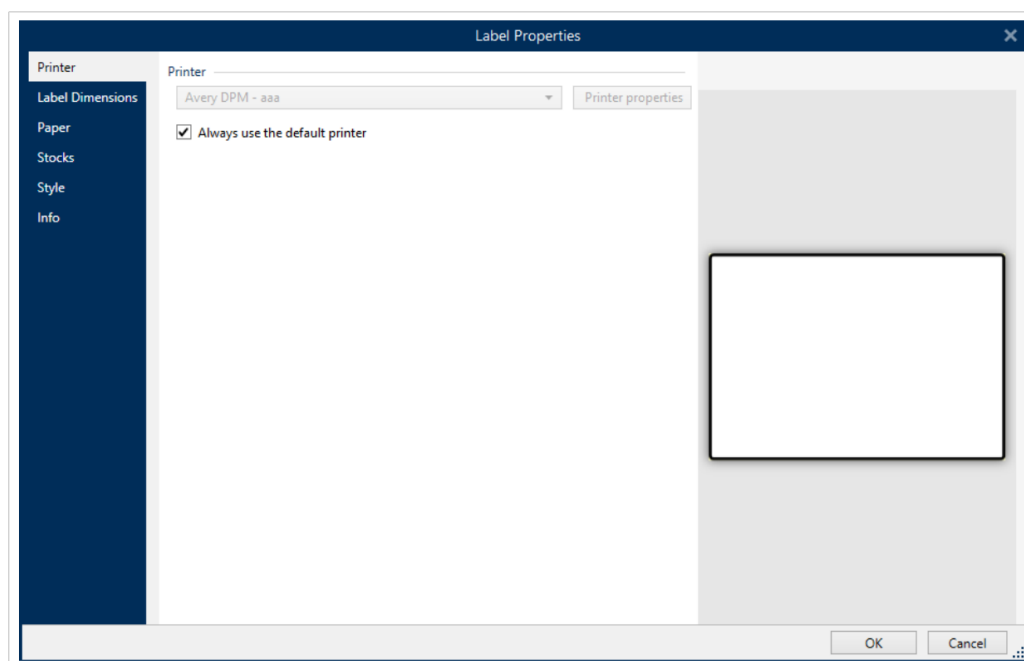 Label Properties
Printer
Label Dimensions
Paper
Stocks
Style
Info
Printer
Avery DPM - aaa
Printer properties
Always use the default printer
OK
Cancel